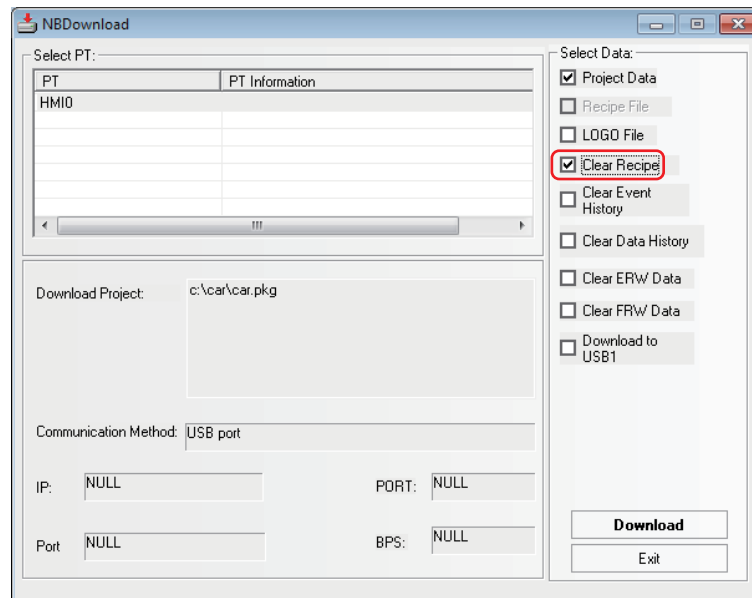 NBDownload
Select PT:
PT PT Information
HMI0
Download Project: c:\car\car.pkg
Communication Method: USB port
IP: NULL PORT: NULL
Port NULL BPS: NULL
Select Data:
Project Data
Recipe File
LOGO File
Clear Recipe
Clear Event
History
Clear Data History
Clear ERW Data
Clear FRW Data
Download to
USB1
Download
Exit